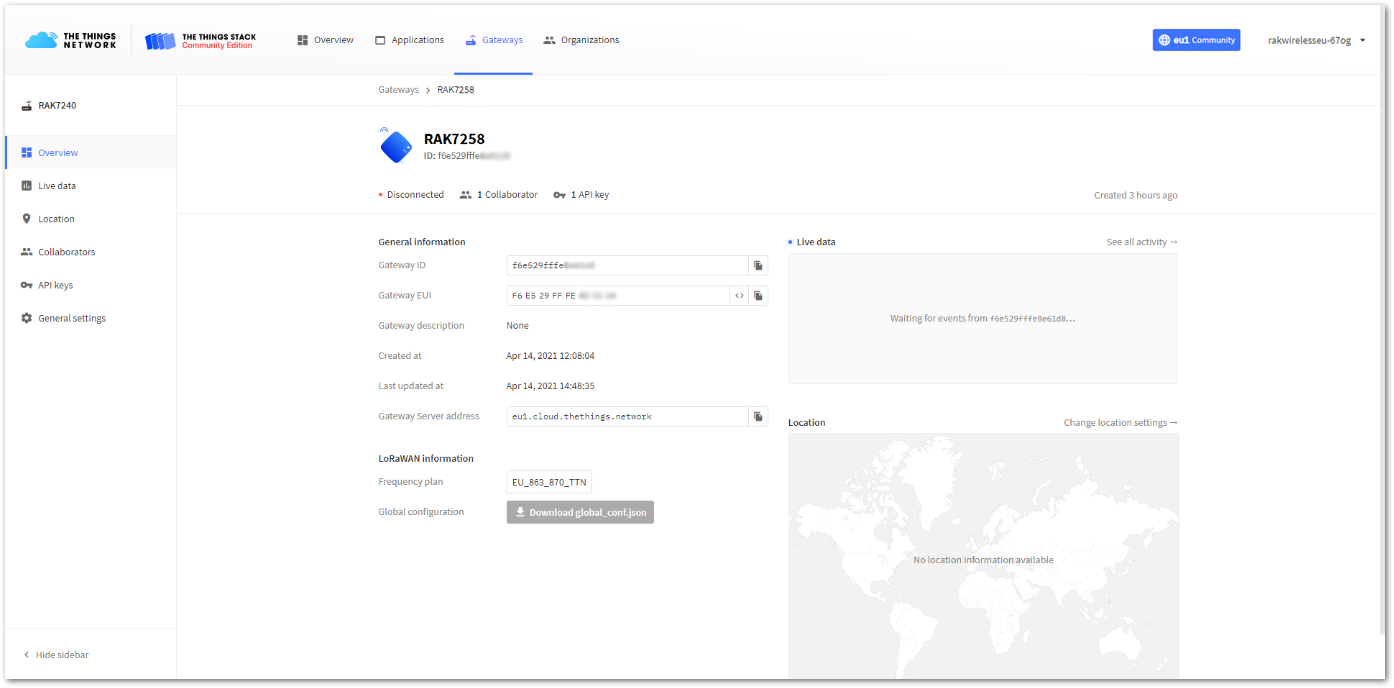 THE THINGS NETWORK
THE THINGS STACK
Community Edition
Overview
Applications
Gateways
Organizations
eu1 Community
rakwirelesseu-67og
RAK7240
Overview
Live data
Location
Collaborators
API keys
General settings
Hide sidebar
Gateways > RAK7258
RAK7258
ID: f6e529fffe
Disconnected
1 Collaborator
1 API key
Created 3 hours ago
General information
Gateway ID f6e529fffe
Gateway EUI F6 E5 29 FF FE
Gateway description None
Created at Apr 14, 2021 12:08:04
Last updated at Apr 14, 2021 14:48:35
Gateway Server address eu1.cloud.thethings.network
LoRaWAN information
Frequency plan EU_863_870_TTN
Global configuration Download global_conf.json
Live data
See all activity →
Waiting for events from f6e529fffe8e61d8...
Location
Change location settings →
No location information available